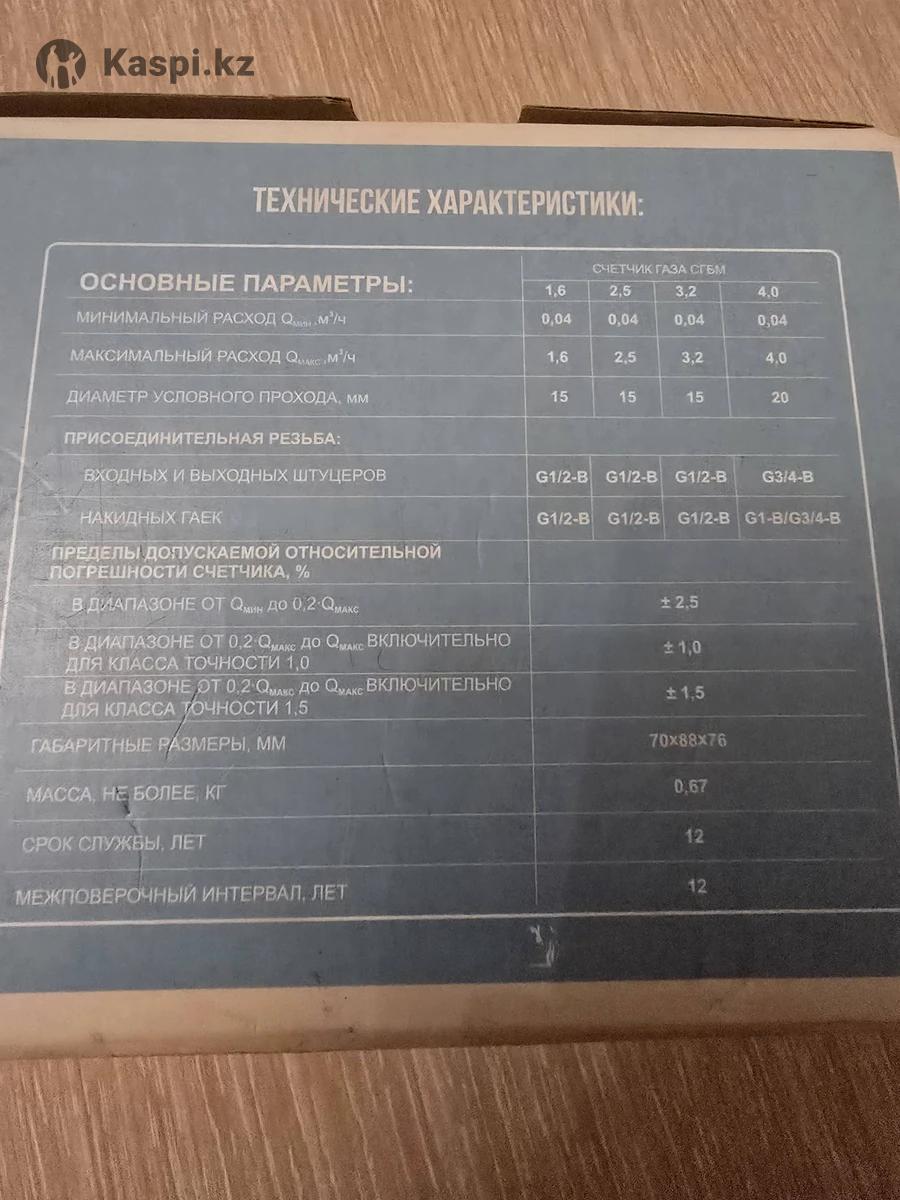 Kaspi.kz
ТЕХНИЧЕСКИЕ ХАРАКТЕРИСТИКИ:
ОСНОВНЫЕ ПАРАМЕТРЫ:
СЧЕТЧИК ГАЗА СГБМ
1,6 2,5 3,2 4,0
МИНИМАЛЬНЫЙ РАСХОД Qмин, м³/ч 0,04 0,04 0,04 0,04
МАКСИМАЛЬНЫЙ РАСХОД Qмакс, м³/ч 1,6 2,5 3,2 4,0
ДИАМЕТР УСЛОВНОГО ПРОХОДА, мм 15 15 15 20
ПРИСОЕДИНИТЕЛЬНАЯ РЕЗЬБА:
ВХОДНЫХ И ВЫХОДНЫХ ШТУЦЕРОВ G1/2-B G1/2-B G1/2-B G3/4-B
НАКИДНЫХ ГАЕК G1/2-B G1/2-B G1/2-B G1-B/G3/4-B
ПРЕДЕЛЫ ДОПУСКАЕМОЙ ОТНОСИТЕЛЬНОЙ
ПОГРЕШНОСТИ СЧЕТЧИКА, %
В ДИАПАЗОНЕ ОТ Qмин до 0,2·Qмакс ± 2,5
В ДИАПАЗОНЕ ОТ 0,2·Qмакс до Qмакс ВКЛЮЧИТЕЛЬНО
ДЛЯ КЛАССА ТОЧНОСТИ 1,0 ± 1,0
В ДИАПАЗОНЕ ОТ 0,2·Qмакс до Qмакс ВКЛЮЧИТЕЛЬНО
ДЛЯ КЛАССА ТОЧНОСТИ 1,5 ± 1,5
ГАБАРИТНЫЕ РАЗМЕРЫ, ММ 70x88x76
МАССА, НЕ БОЛЕЕ, КГ 0,67
СРОК СЛУЖБЫ, ЛЕТ 12
МЕЖПОВЕРОЧНЫЙ ИНТЕРВАЛ, ЛЕТ 12